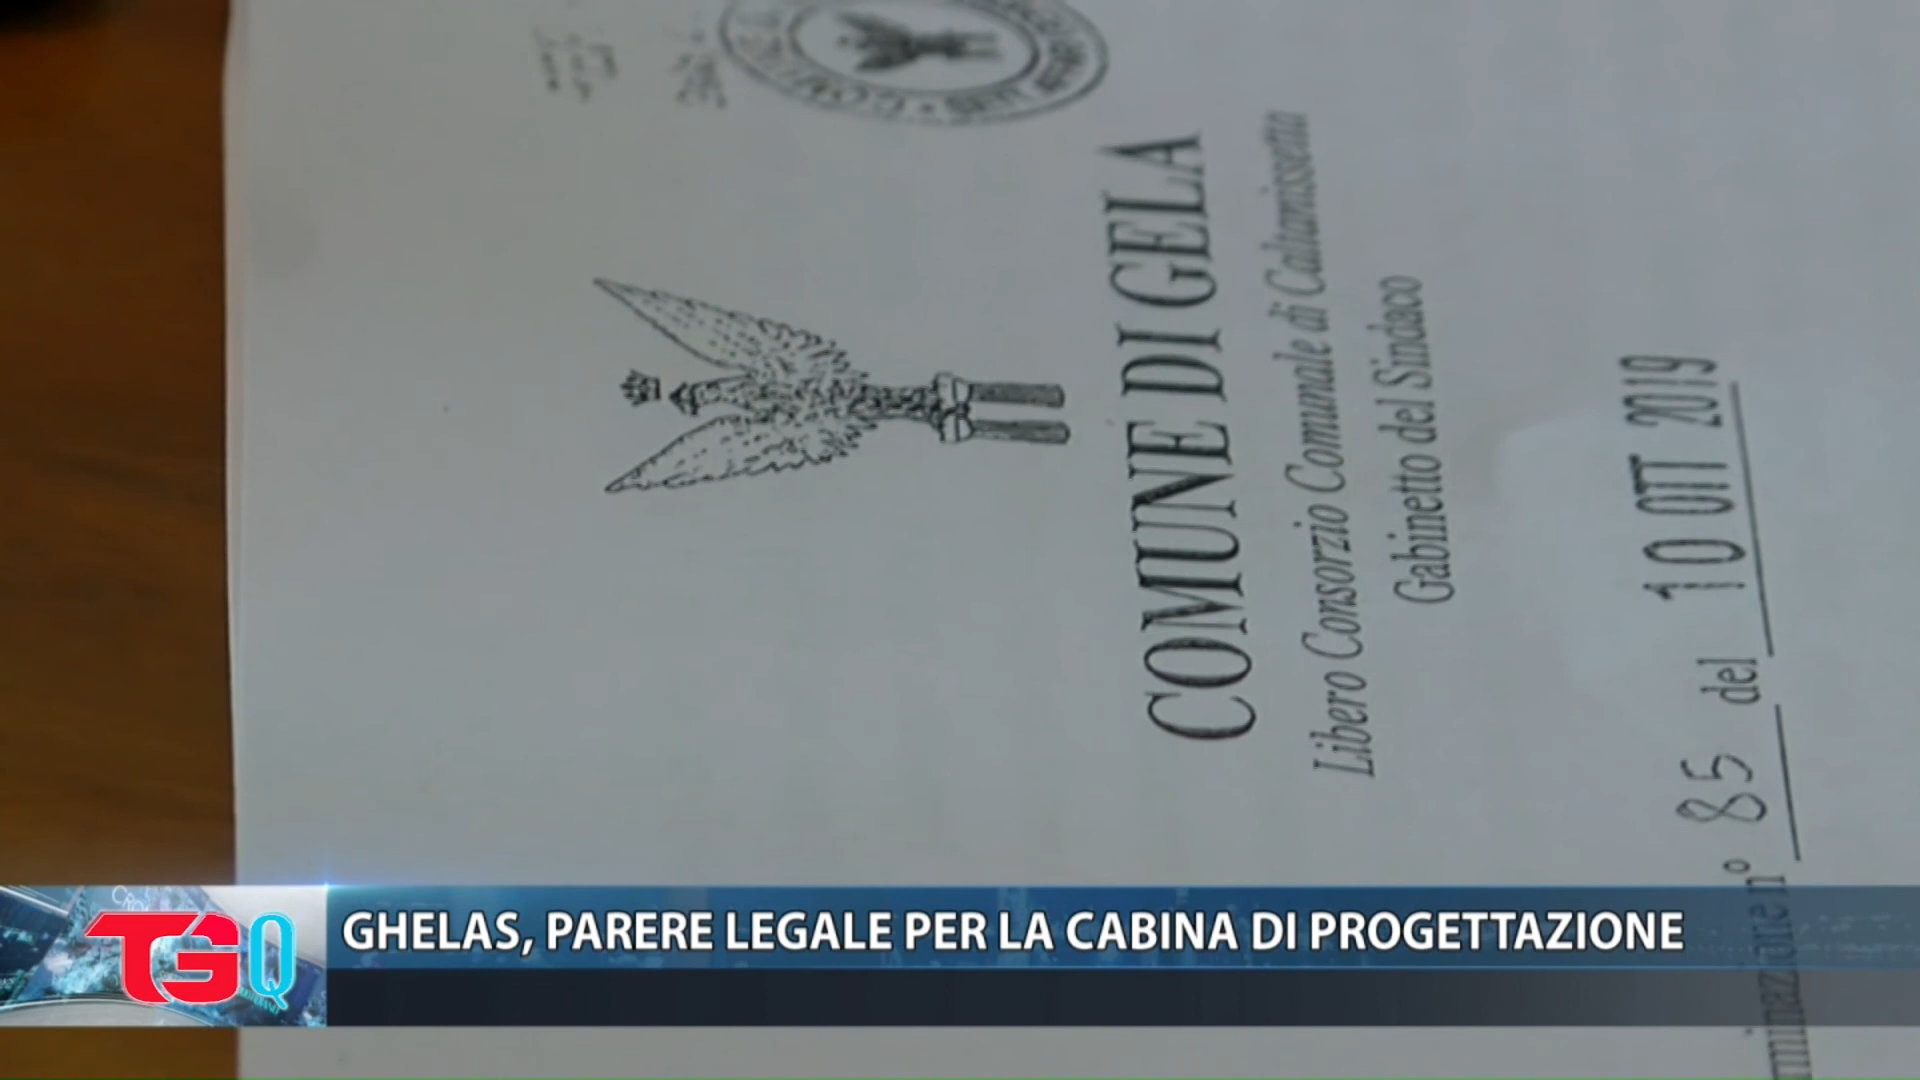 COMUNE DI GELA
Libero Consorzio Comunale di Caltanissetta
Gabinetto del Sindaco
n° 85 del 10 OTT 2019
TGQ
GHELAS, PARERE LEGALE PER LA CABINA DI PROGETTAZIONE